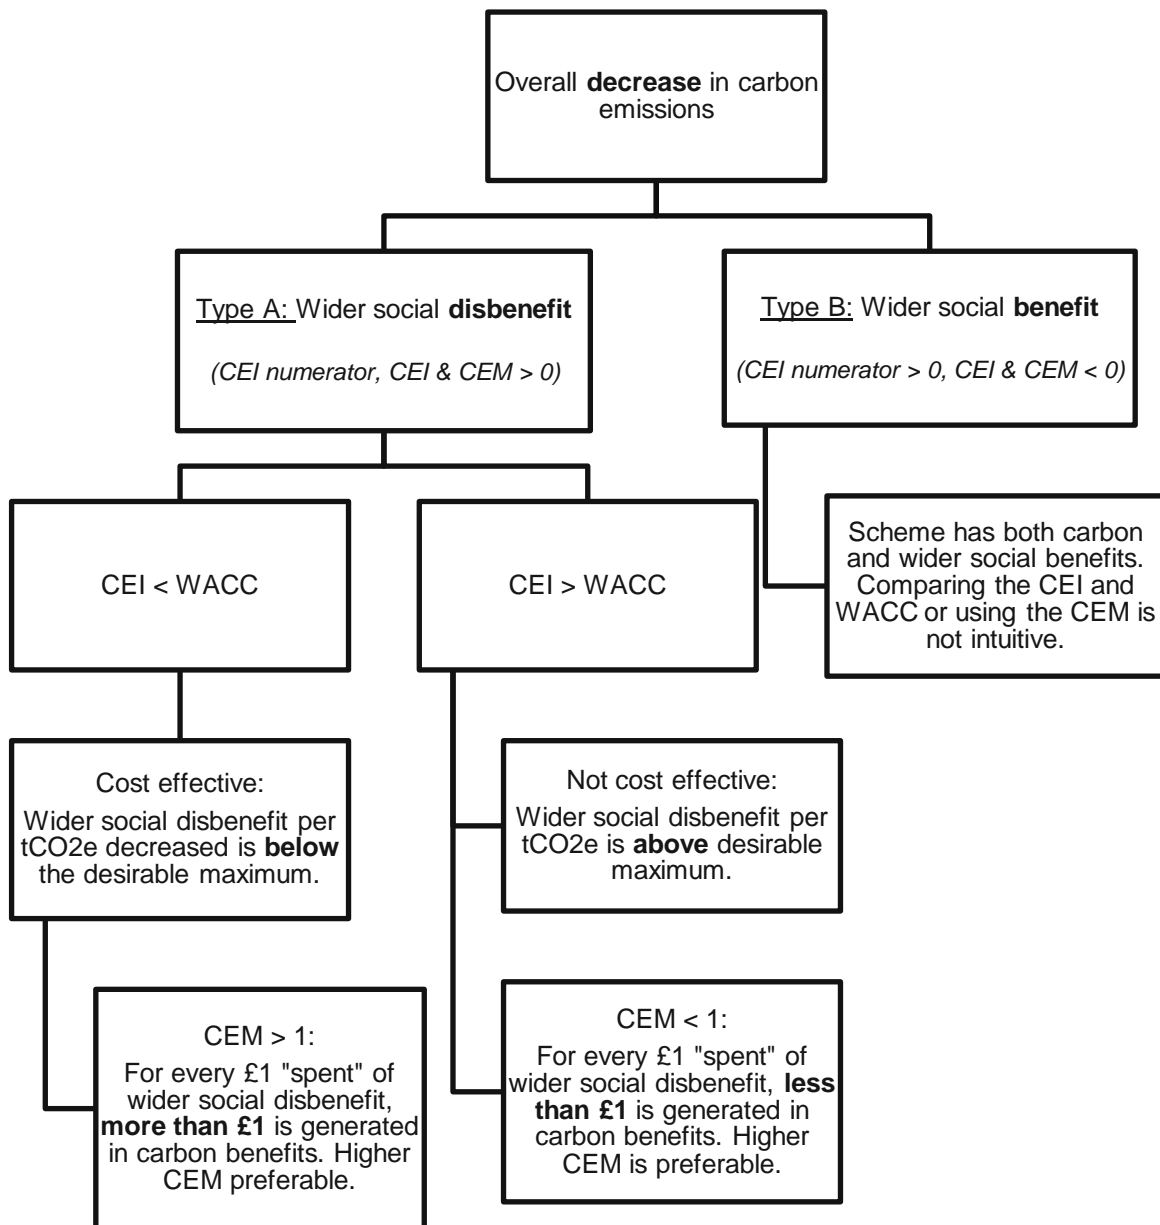 Overall decrease in carbon
emissions
Type A: Wider social disbenefit
(CEI numerator, CEI & CEM > 0)
Type B: Wider social benefit
(CEI numerator > 0, CEI & CEM < 0)
CEI < WACC
CEI > WACC
Scheme has both carbon
and wider social benefits.
Comparing the CEI and
WACC or using the CEM is
not intuitive.
Cost effective:
Wider social disbenefit per
tCO2e decreased is below
the desirable maximum.
Not cost effective:
Wider social disbenefit per
tCO2e is above desirable
maximum.
CEM > 1:
For every £1 "spent" of
wider social disbenefit,
more than £1 is generated
in carbon benefits. Higher
CEM preferable.
CEM < 1:
For every £1 "spent" of
wider social disbenefit, less
than £1 is generated in
carbon benefits. Higher
CEM is preferable.